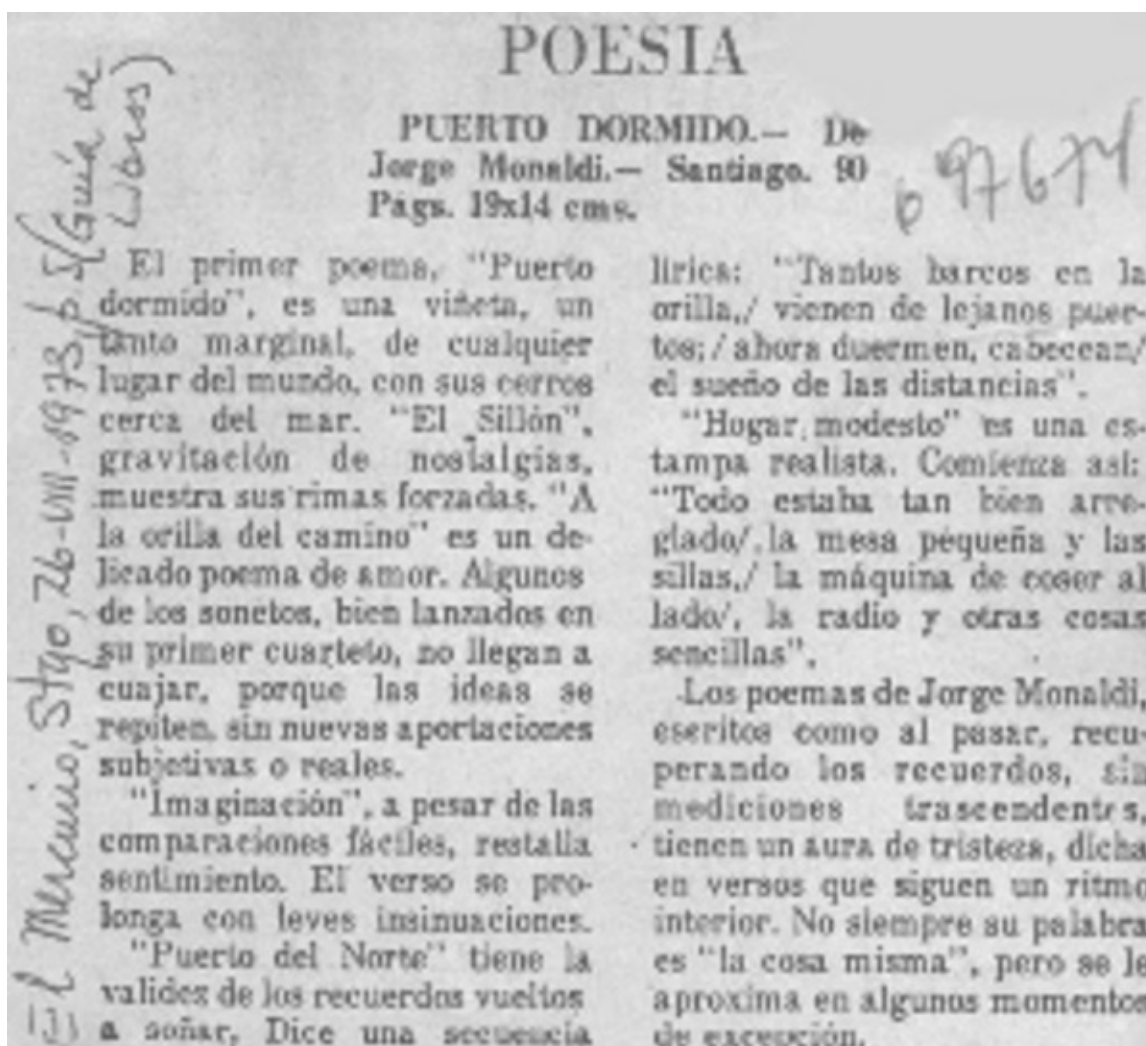 POESIA
PUERTO DORMIDO.— De
Jorge Monaldi.— Santiago. 90
Págs. 19x14 cms.
697674
El Mercurio, Stgo, 26-VIII-1973, p 5 (Guía de
Libros)
El primer poema, "Puerto
dormido", es una viñeta, un
tanto marginal, de cualquier
lugar del mundo, con sus cerros
cerca del mar. "El Sillón",
gravitación de nostalgias,
muestra sus rimas forzadas. "A
la orilla del camino" es un de-
licado poema de amor. Algunos
de los sonetos, bien lanzados en
su primer cuarteto, no llegan a
cuajar, porque las ideas se
repiten, sin nuevas aportaciones
subjetivas o reales.
"Imaginación", a pesar de las
comparaciones fáciles, restalla
sentimiento. El verso se pro-
longa con leves insinuaciones.
"Puerto del Norte" tiene la
validez de los recuerdos vueltos
a soñar. Dice una secuencia
lírica: "Tantos barcos en la
orilla,/ vienen de lejanos puer-
tos;/ ahora duermen, cabecean/
el sueño de las distancias".
"Hogar modesto" es una es-
tampa realista. Comienza así:
"Todo estaba tan bien arre-
glado/, la mesa pequeña y las
sillas,/ la máquina de coser al
lado/, la radio y otras cosas
sencillas".
Los poemas de Jorge Monaldi,
escritos como al pasar, recu-
perando los recuerdos, sin
mediciones trascendentes,
tienen un aura de tristeza, dicha
en versos que siguen un ritmo
interior. No siempre su palabra
es "la cosa misma", pero se le
aproxima en algunos momentos
de excepción.